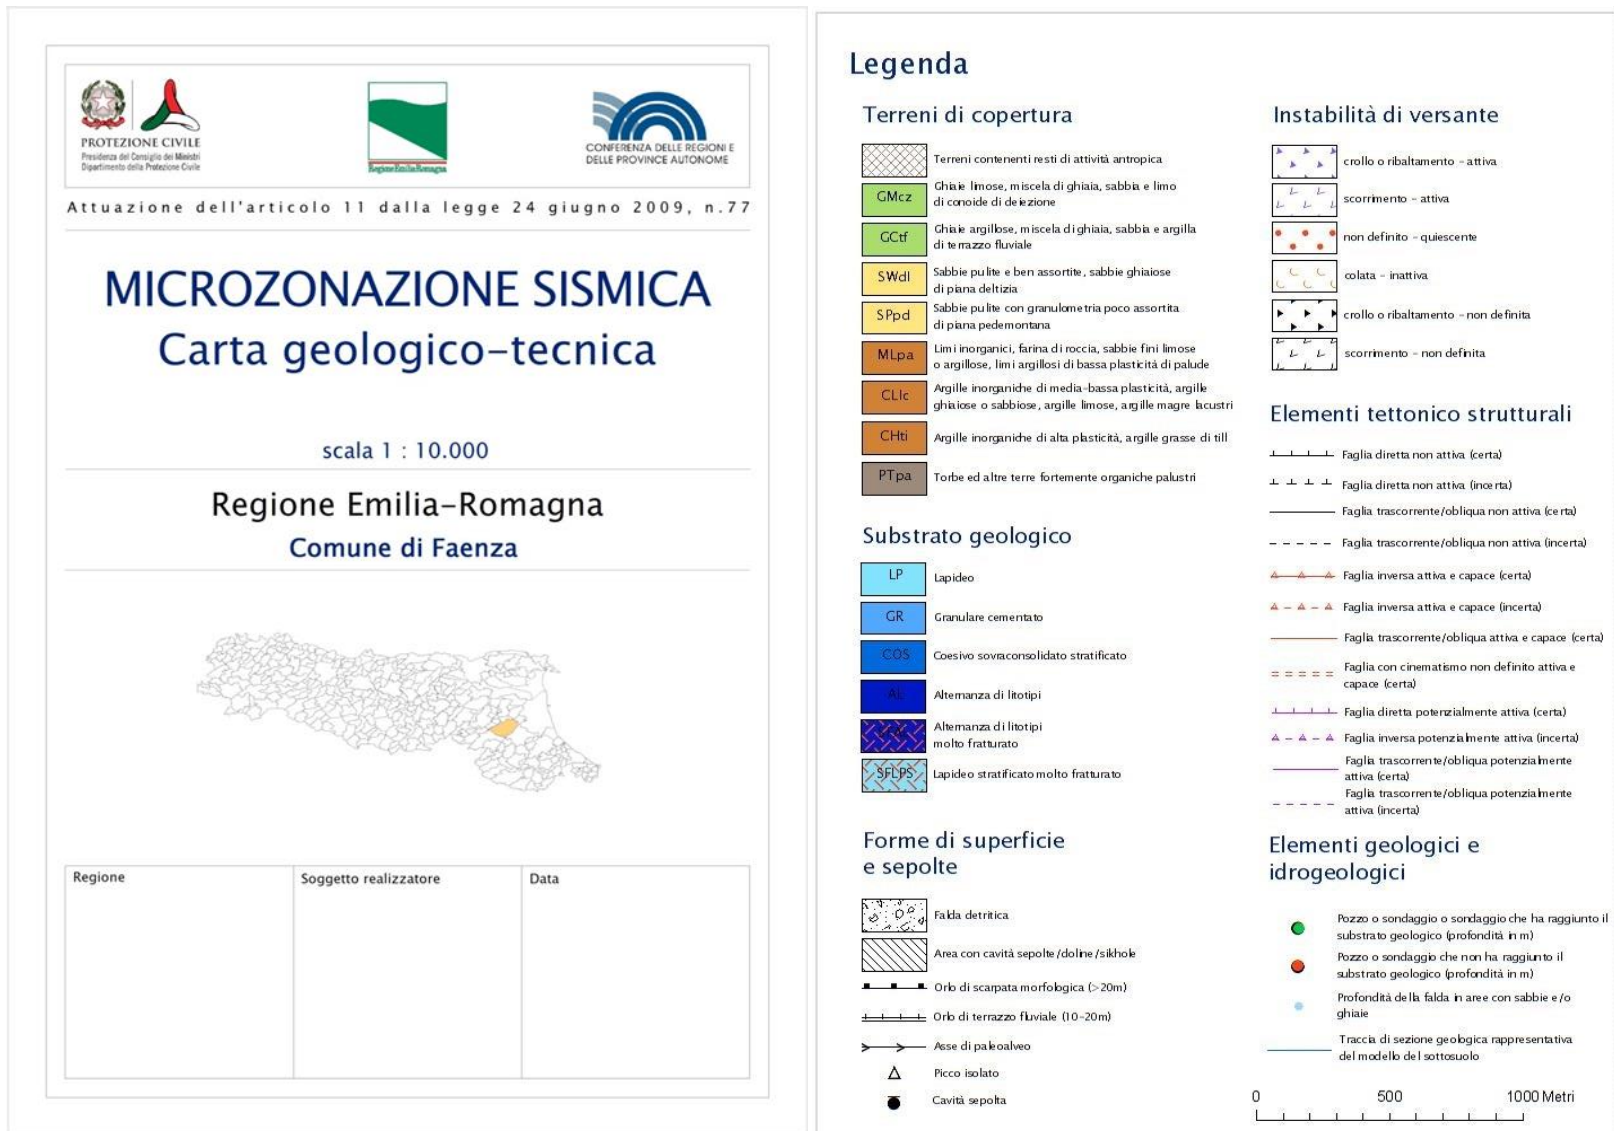 PROTEZIONE CIVILE
Presidenza del Consiglio dei Ministri
Dipartimento della Protezione Civile
RegioneEmiliaRomagna
CONFERENZA DELLE REGIONI E
DELLE PROVINCE AUTONOME
Attuazione dell'articolo 11 dalla legge 24 giugno 2009, n.77
MICROZONAZIONE SISMICA
Carta geologico-tecnica
scala 1 : 10.000
Regione Emilia-Romagna
Comune di Faenza
Regione
Soggetto realizzatore
Data
Legenda
Terreni di copertura
Terreni contenenti resti di attività antropica
GMcz
Ghiaie limose, miscela di ghiaia, sabbia e limo
di conoide di deiezione
GCtf
Ghiaie argillose, miscela di ghiaia, sabbia e argilla
di terrazzo fluviale
SWdl
Sabbie pulite e ben assortite, sabbie ghiaiose
di piana deltizia
SPpd
Sabbie pulite con granulometria poco assortita
di piana pedemontana
MLpa
Limi inorganici, farina di roccia, sabbie fini limose
o argillose, limi argillosi di bassa plasticità di palude
CLlc
Argille inorganiche di media-bassa plasticità, argille
ghiaiose o sabbiose, argille limose, argille magre lacustri
CHti
Argille inorganiche di alta plasticità, argille grasse di till
PTpa
Torbe ed altre terre fortemente organiche palustri
Substrato geologico
LP
Lapideo
GR
Granulare cementato
COS
Coesivo sovraconsolidato stratificato
AL
Alternanza di litotipi
Alternanza di litotipi
molto fratturato
SFLPS
Lapideo stratificato molto fratturato
Forme di superficie
e sepolte
Falda detritica
Area con cavità sepolte/doline/sikhole
Orlo di scarpata morfologica (>20m)
Orlo di terrazzo fluviale (10-20m)
Asse di paleoalveo
Picco isolato
Cavità sepolta
Instabilità di versante
crollo o ribaltamento - attiva
scorrimento - attiva
non definito - quiescente
colata - inattiva
crollo o ribaltamento - non definita
scorrimento - non definita
Elementi tettonico strutturali
Faglia diretta non attiva (certa)
Faglia diretta non attiva (incerta)
Faglia trascorrente/obliqua non attiva (certa)
Faglia trascorrente/obliqua non attiva (incerta)
Faglia inversa attiva e capace (certa)
Faglia inversa attiva e capace (incerta)
Faglia trascorrente/obliqua attiva e capace (certa)
Faglia con cinematismo non definito attiva e
capace (certa)
Faglia diretta potenzialmente attiva (certa)
Faglia inversa potenzialmente attiva (incerta)
Faglia trascorrente/obliqua potenzialmente
attiva (certa)
Faglia trascorrente/obliqua potenzialmente
attiva (incerta)
Elementi geologici e
idrogeologici
Pozzo o sondaggio o sondaggio che ha raggiunto il
substrato geologico (profondità in m)
Pozzo o sondaggio che non ha raggiunto il
substrato geologico (profondità in m)
Profondità della falda in aree con sabbie e/o
ghiaie
Traccia di sezione geologica rappresentativa
del modello del sottosuolo
0 500 1000 Metri